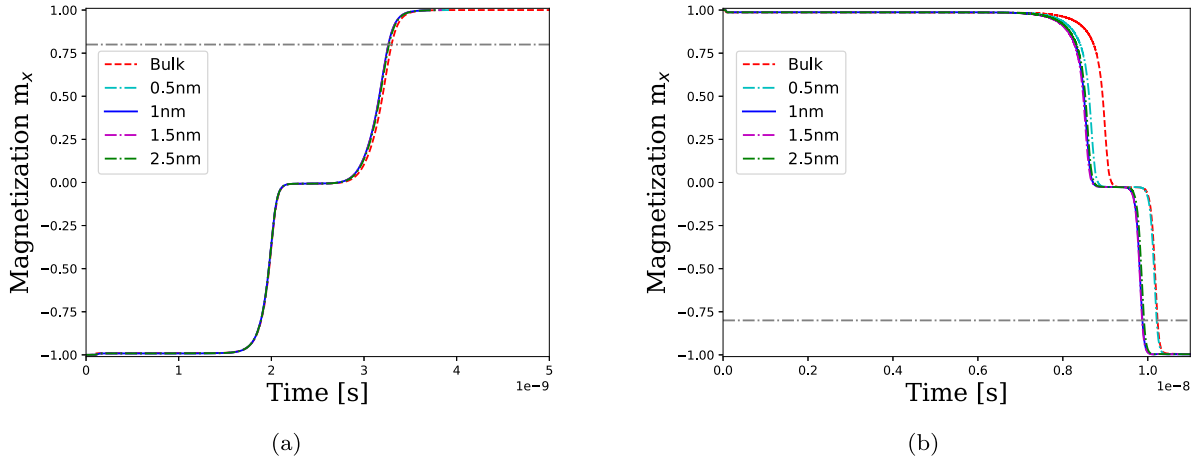 1.00
0.75
0.50
0.25
0.00
−0.25
−0.50
−0.75
−1.00
Magnetization mₓ
Bulk
0.5nm
1nm
1.5nm
2.5nm
0 1 2 3 4 5
1e-9
Time [s]
(a)
1.00
0.75
0.50
0.25
0.00
−0.25
−0.50
−0.75
−1.00
Magnetization mₓ
Bulk
0.5nm
1nm
1.5nm
2.5nm
0.0 0.2 0.4 0.6 0.8 1.0
1e-8
Time [s]
(b)